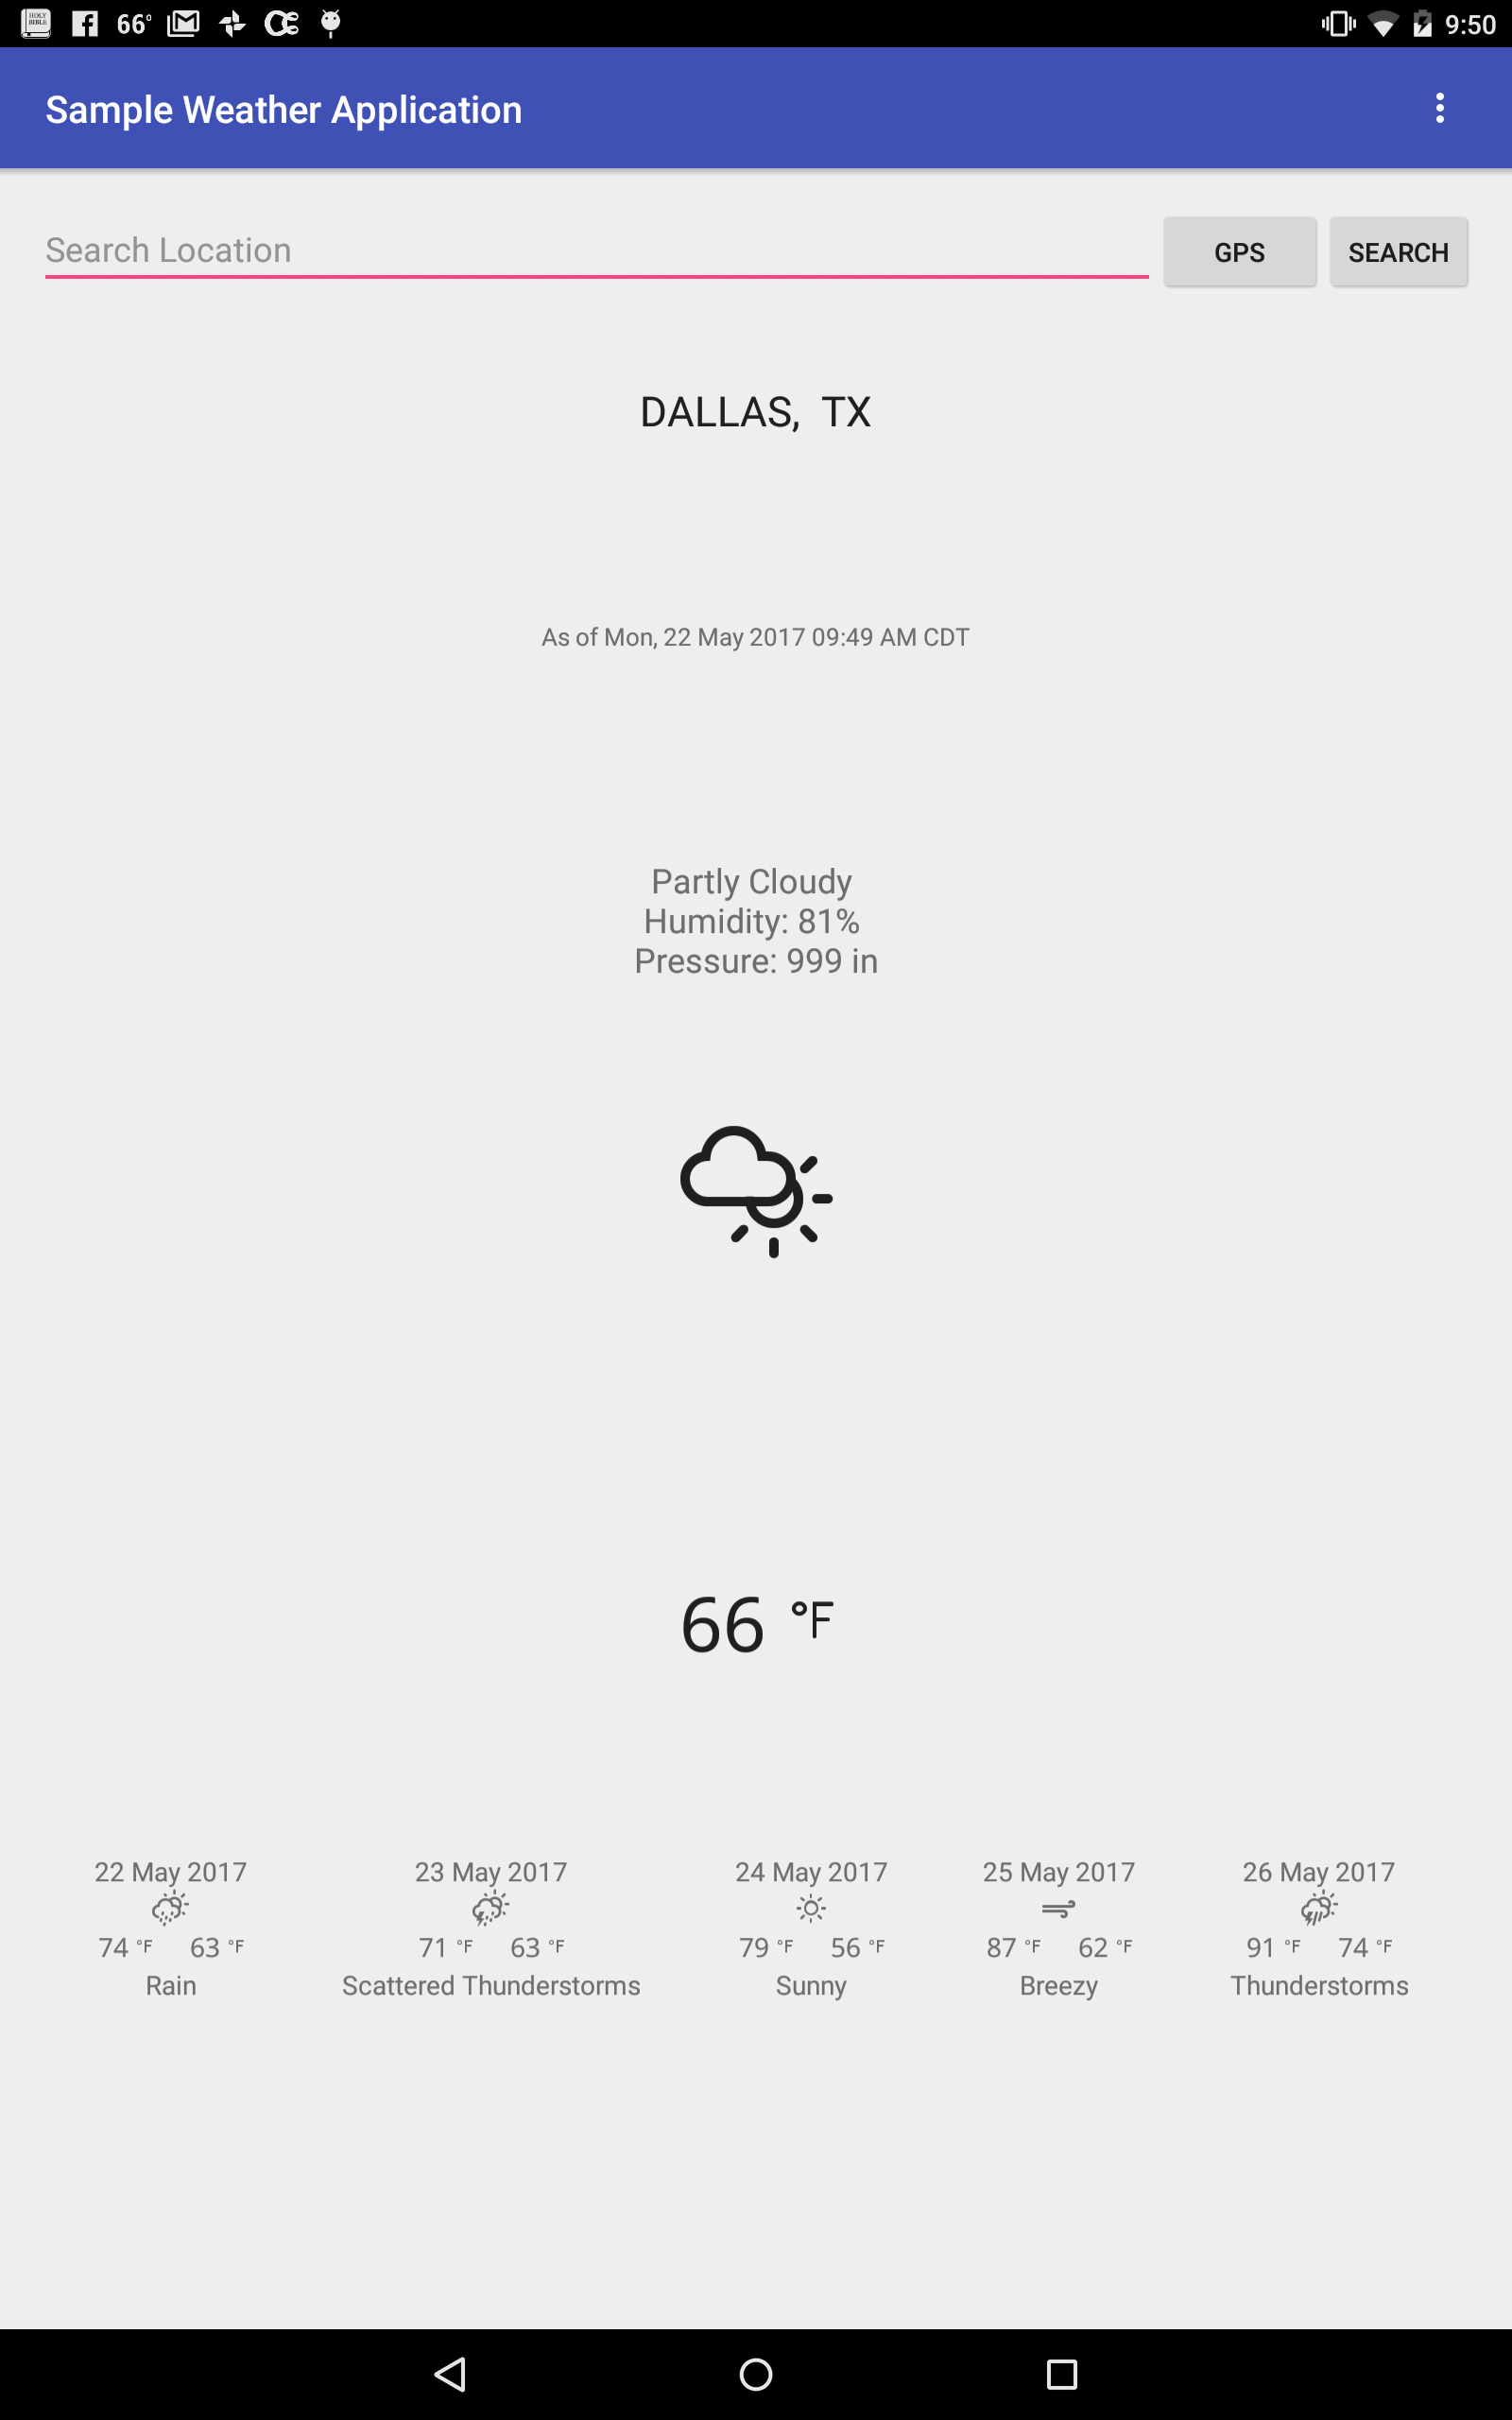 HOLY BIBLE 66° 9:50
Sample Weather Application
Search Location GPS SEARCH
DALLAS, TX
As of Mon, 22 May 2017 09:49 AM CDT
Partly Cloudy
Humidity: 81%
Pressure: 999 in
66 °F
22 May 2017 23 May 2017 24 May 2017 25 May 2017 26 May 2017
74 °F 63 °F 71 °F 63 °F 79 °F 56 °F 87 °F 62 °F 91 °F 74 °F
Rain Scattered Thunderstorms Sunny Breezy Thunderstorms